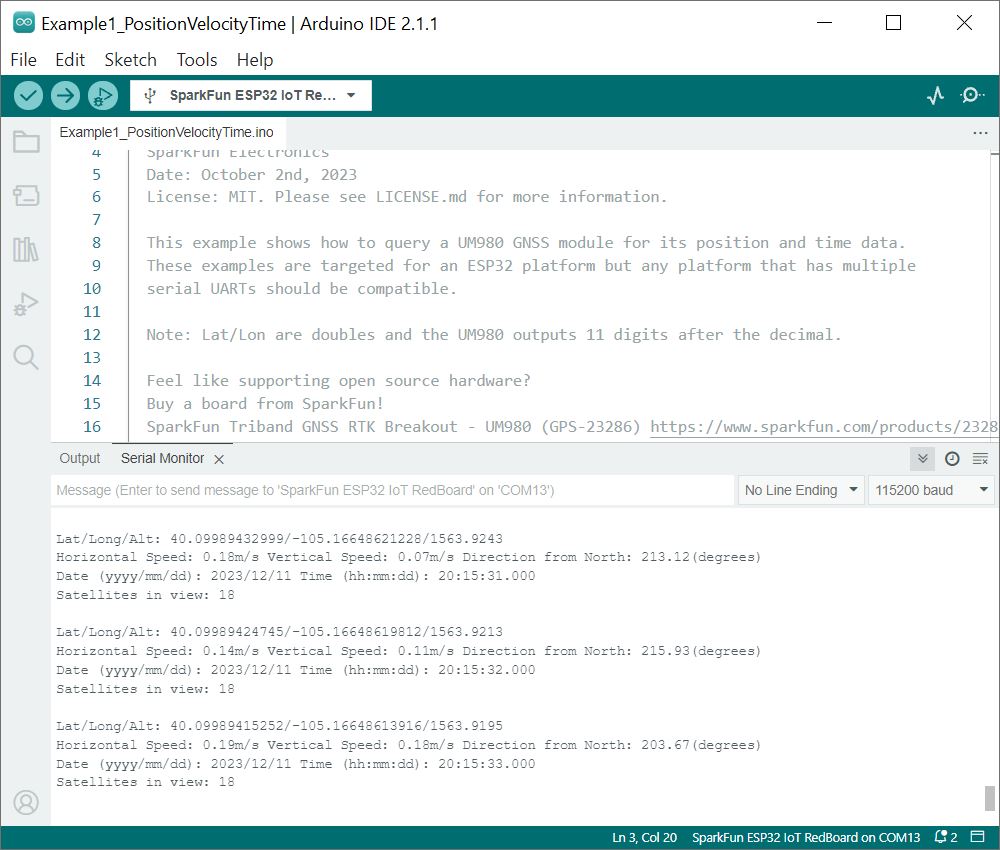 Example1_PositionVelocityTime | Arduino IDE 2.1.1
File Edit Sketch Tools Help
SparkFun ESP32 IoT Re...
Example1_PositionVelocityTime.ino
4 SparkFun Electronics
5 Date: October 2nd, 2023
6 License: MIT. Please see LICENSE.md for more information.
7
8 This example shows how to query a UM980 GNSS module for its position and time data.
9 These examples are targeted for an ESP32 platform but any platform that has multiple
10 serial UARTs should be compatible.
11
12 Note: Lat/Lon are doubles and the UM980 outputs 11 digits after the decimal.
13
14 Feel like supporting open source hardware?
15 Buy a board from SparkFun!
16 SparkFun Triband GNSS RTK Breakout - UM980 (GPS-23286) https://www.sparkfun.com/products/2328
Output Serial Monitor
Message (Enter to send message to 'SparkFun ESP32 IoT RedBoard' on 'COM13') No Line Ending 115200 baud
Lat/Long/Alt: 40.09989432999/-105.16648621228/1563.9243
Horizontal Speed: 0.18m/s Vertical Speed: 0.07m/s Direction from North: 213.12(degrees)
Date (yyyy/mm/dd): 2023/12/11 Time (hh:mm:dd): 20:15:31.000
Satellites in view: 18
Lat/Long/Alt: 40.09989424745/-105.16648619812/1563.9213
Horizontal Speed: 0.14m/s Vertical Speed: 0.11m/s Direction from North: 215.93(degrees)
Date (yyyy/mm/dd): 2023/12/11 Time (hh:mm:dd): 20:15:32.000
Satellites in view: 18
Lat/Long/Alt: 40.09989415252/-105.16648613916/1563.9195
Horizontal Speed: 0.19m/s Vertical Speed: 0.18m/s Direction from North: 203.67(degrees)
Date (yyyy/mm/dd): 2023/12/11 Time (hh:mm:dd): 20:15:33.000
Satellites in view: 18
Ln 3, Col 20 SparkFun ESP32 IoT RedBoard on COM13 2